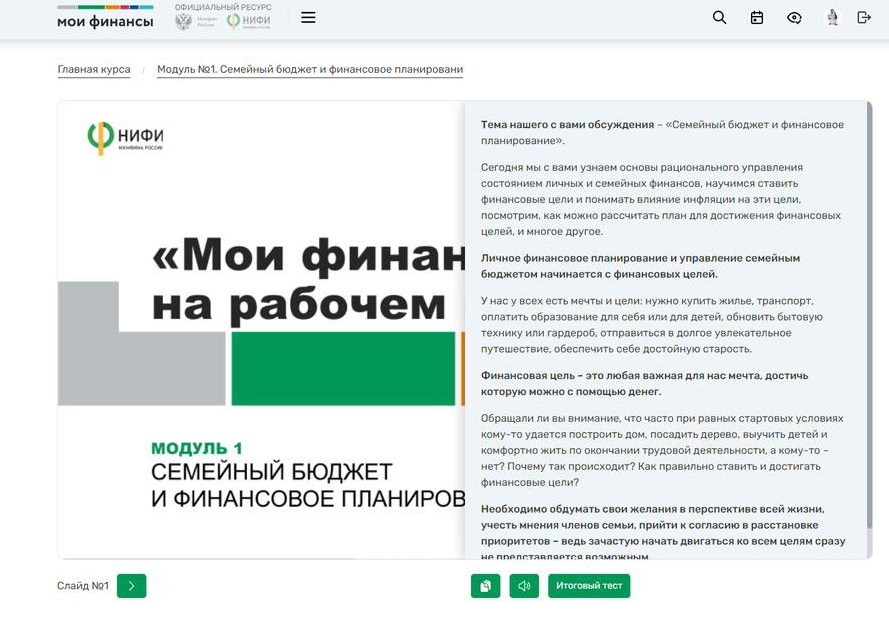 мои финансы
ОФИЦИАЛЬНЫЙ РЕСУРС
Минфин
России
НИФИ
Главная курса / Модуль №1. Семейный бюджет и финансовое планировани
НИФИ
МИНФИНА РОССИИ
«Мои финан
на рабочем
МОДУЛЬ 1
СЕМЕЙНЫЙ БЮДЖЕТ
И ФИНАНСОВОЕ ПЛАНИРОВ
Тема нашего с вами обсуждения – «Семейный бюджет и финансовое
планирование».
Сегодня мы с вами узнаем основы рационального управления
состоянием личных и семейных финансов, научимся ставить
финансовые цели и понимать влияние инфляции на эти цели,
посмотрим, как можно рассчитать план для достижения финансовых
целей, и многое другое.
Личное финансовое планирование и управление семейным
бюджетом начинается с финансовых целей.
У нас у всех есть мечты и цели: нужно купить жилье, транспорт,
оплатить образование для себя или для детей, обновить бытовую
технику или гардероб, отправиться в долгое увлекательное
путешествие, обеспечить себе достойную старость.
Финансовая цель – это любая важная для нас мечта, достичь
которую можно с помощью денег.
Обращали ли вы внимание, что часто при равных стартовых условиях
кому-то удается построить дом, посадить дерево, выучить детей и
комфортно жить по окончании трудовой деятельности, а кому-то –
нет? Почему так происходит? Как правильно ставить и достигать
финансовые цели?
Необходимо обдумать свои желания в перспективе всей жизни,
учесть мнения членов семьи, прийти к согласию в расстановке
приоритетов – ведь зачастую начать двигаться ко всем целям сразу
не представляется возможным.
Слайд №1
Итоговый тест